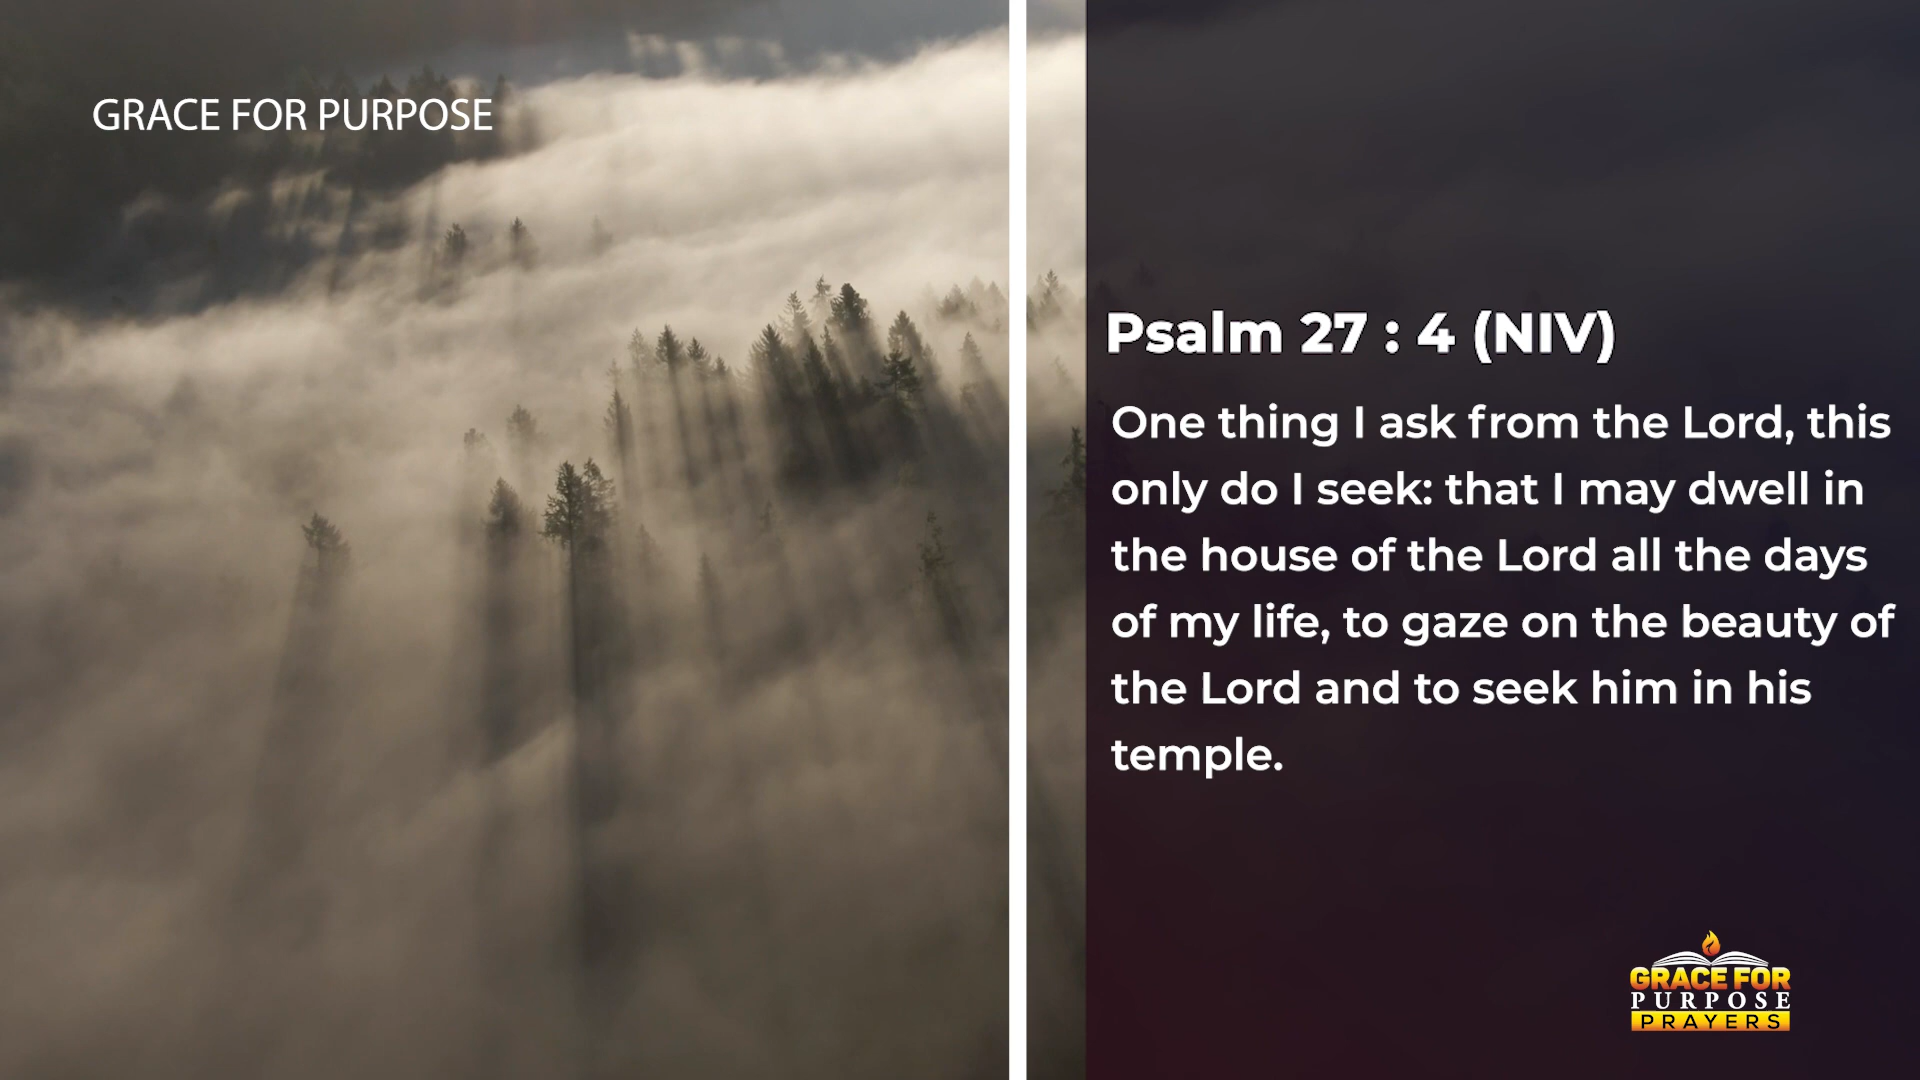 GRACE FOR PURPOSE
Psalm 27 : 4 (NIV)
One thing I ask from the Lord, this
only do I seek: that I may dwell in
the house of the Lord all the days
of my life, to gaze on the beauty of
the Lord and to seek him in his
temple.
GRACE FOR
PURPOSE
PRAYERS